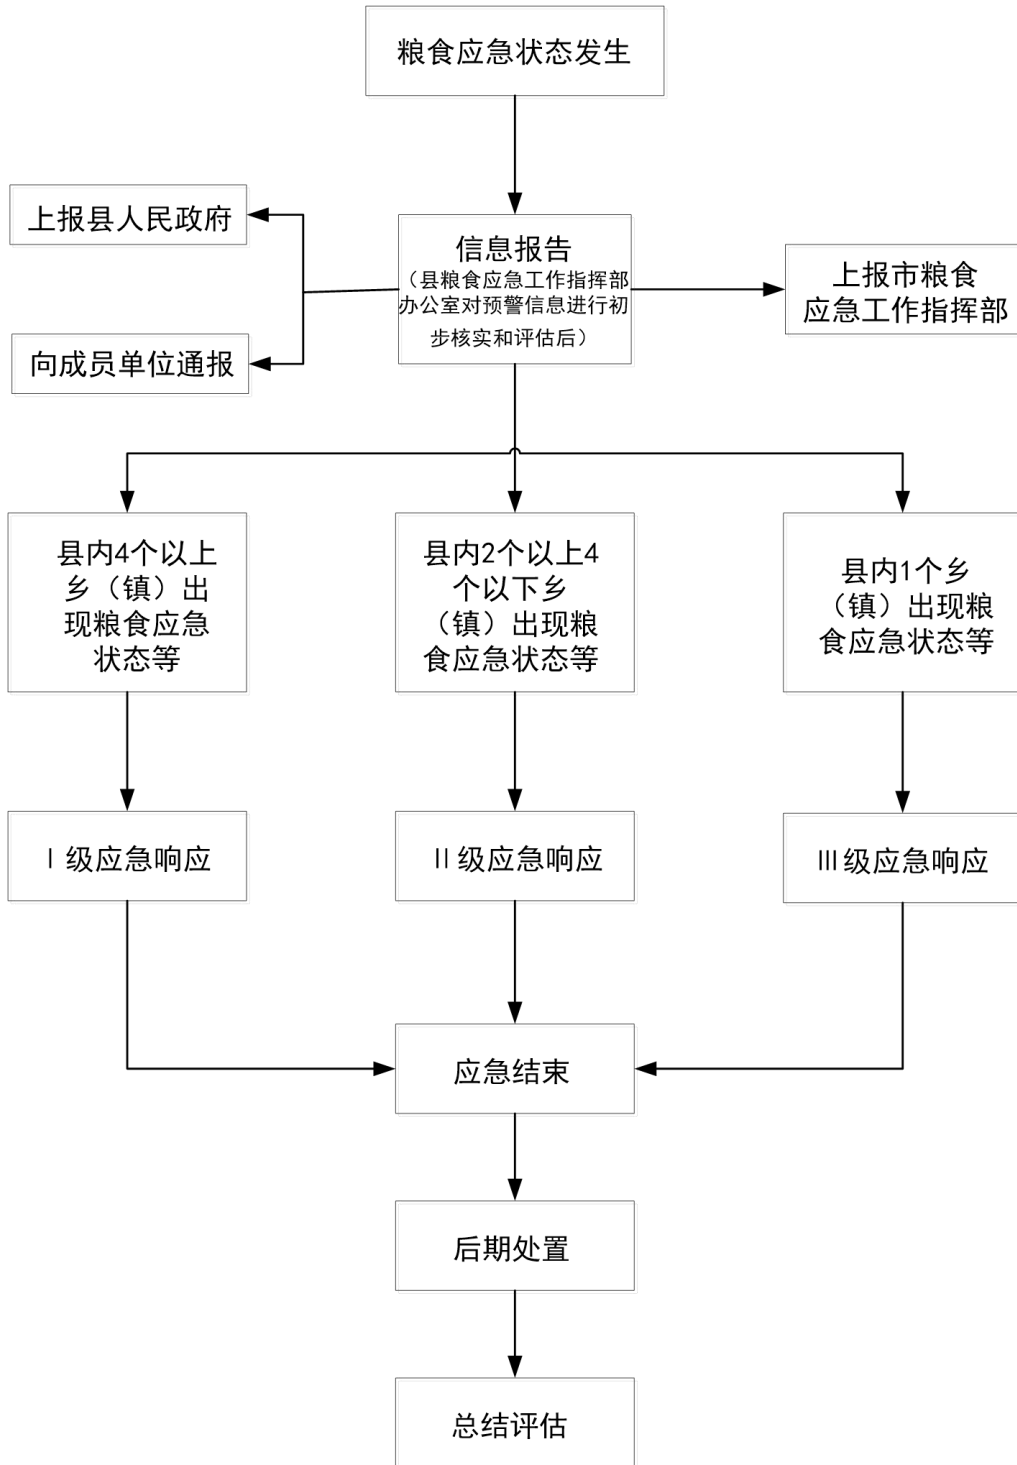 粮食应急状态发生
上报县人民政府
信息报告
（县粮食应急工作指挥部
办公室对预警信息进行初
步核实和评估后）
上报市粮食
应急工作指挥部
向成员单位通报
县内4个以上
乡（镇）出
现粮食应急
状态等
县内2个以上4
个以下乡
（镇）出现粮
食应急状态等
县内1个乡
（镇）出现粮
食应急状态等
Ⅰ级应急响应
Ⅱ级应急响应
Ⅲ级应急响应
应急结束
后期处置
总结评估